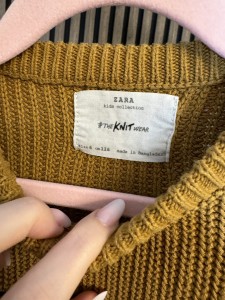 ZARA
kids collection
#THEKNITWEAR
made in Bangladesh